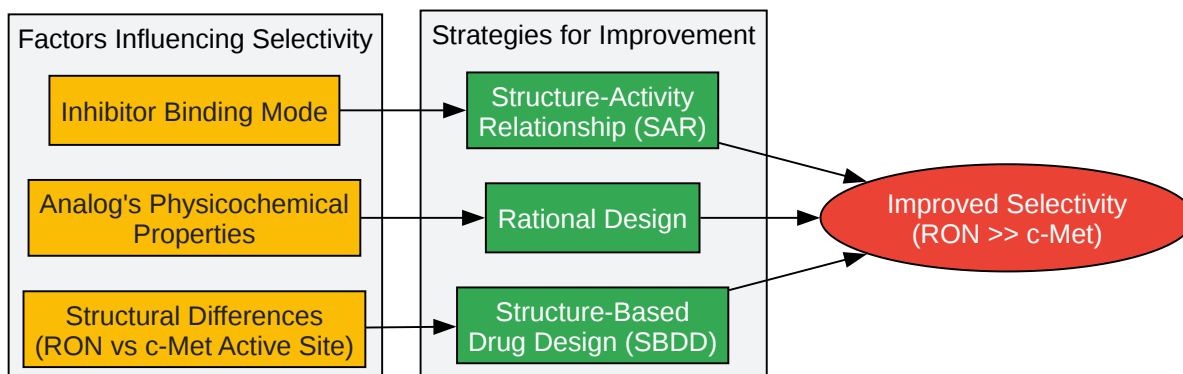 Factors Influencing Selectivity
Inhibitor Binding Mode
Analog's Physicochemical
Properties
Structural Differences
(RON vs c-Met Active Site)
Strategies for Improvement
Structure-Activity
Relationship (SAR)
Rational Design
Structure-Based
Drug Design (SBDD)
Improved Selectivity
(RON >> c-Met)